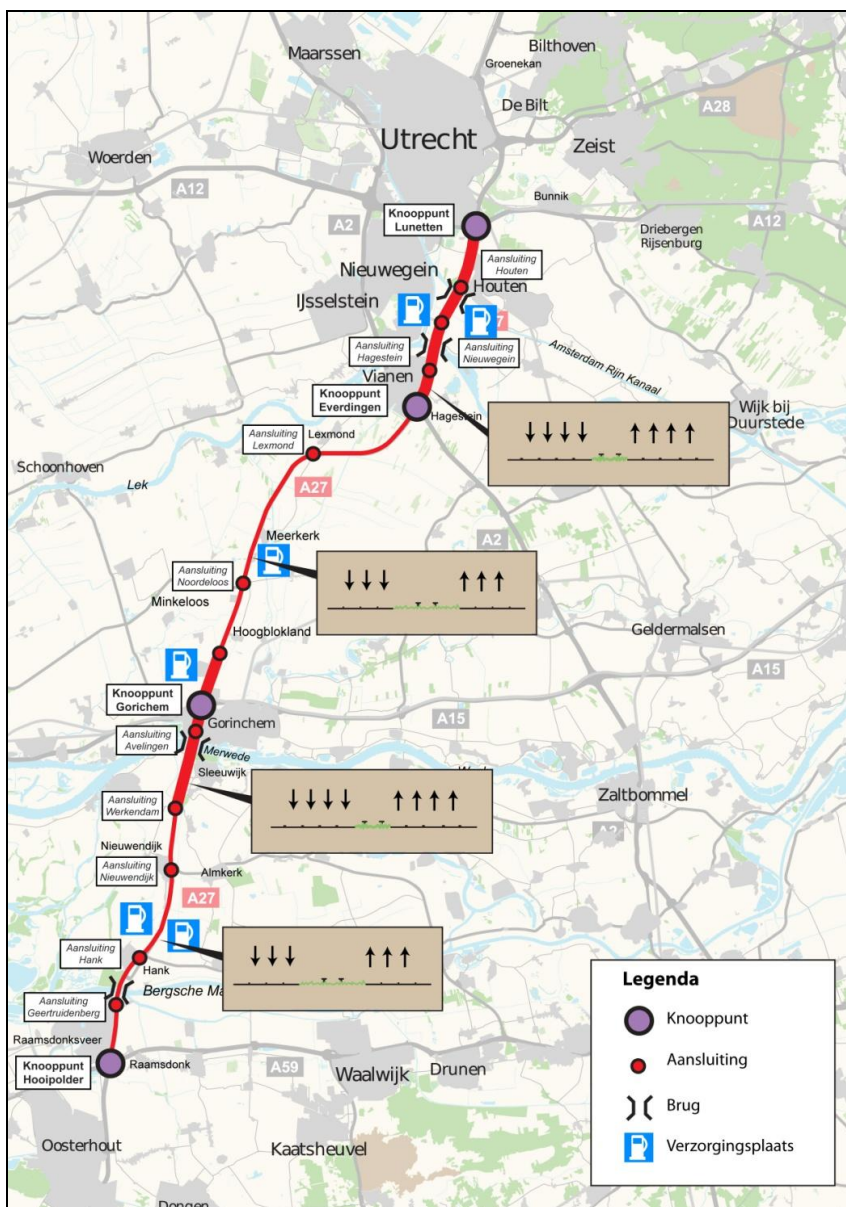 Maarssen
Bilthoven
Groenekan
De Bilt
A28
Utrecht
Zeist
Woerden
A12
Bunnik
A2
Knooppunt
Lunetten
A12
Driebergen
Rijsenburg
Aansluiting
Houten
Nieuwegein
Houten
IJsselstein
Aansluiting
Hagestein
Aansluiting
Nieuwegein
Amsterdam Rijn Kanaal
Vianen
Knooppunt
Everdingen
Hagestein
Wijk bij
Duurstede
Aansluiting
Lexmond
Lexmond
Schoonhoven
Lek
A27
A2
Meerkerk
Aansluiting
Noordeloos
Minkeloos
Hoogblokland
Geldermalsen
A15
Knooppunt
Gorichem
Gorinchem
A15
Aansluiting
Avelingen
Merwede
Sleeuwijk
Aansluiting
Werkendam
Zaltbommel
Nieuwendijk
Aansluiting
Nieuwendijk
Almkerk
A27
Aansluiting
Hank
Hank
Bergsche
Aansluiting
Geertruidenberg
Raamsdonksveer
Knooppunt
Hooipolder
Raamsdonk
A59
Waalwijk
Drunen
Oosterhout
Kaatsheuvel
Dongen
Legenda
Knooppunt
Aansluiting
Brug
Verzorgingsplaats